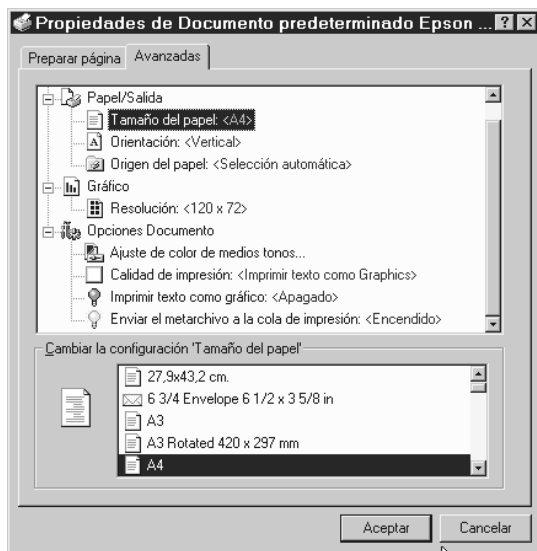 Propiedades de Documento predeterminado Epson ...
Preparar página
Avanzadas
Papel/Salida
Tamaño del papel: <A4>
Orientación: <Vertical>
Origen del papel: <Selección automática>
Gráfico
Resolución: <120 x 72>
Opciones Documento
Ajuste de color de medios tonos...
Calidad de impresión: <Imprimir texto como Graphics>
Imprimir texto como gráfico: <Apagado>
Enviar el metarchivo a la cola de impresión: <Encendido>
Cambiar la configuración 'Tamaño del papel'
27,9x43,2 cm.
6 3/4 Envelope 6 1/2 x 3 5/8 in
A3
A3 Rotated 420 x 297 mm
A4
Aceptar
Cancelar